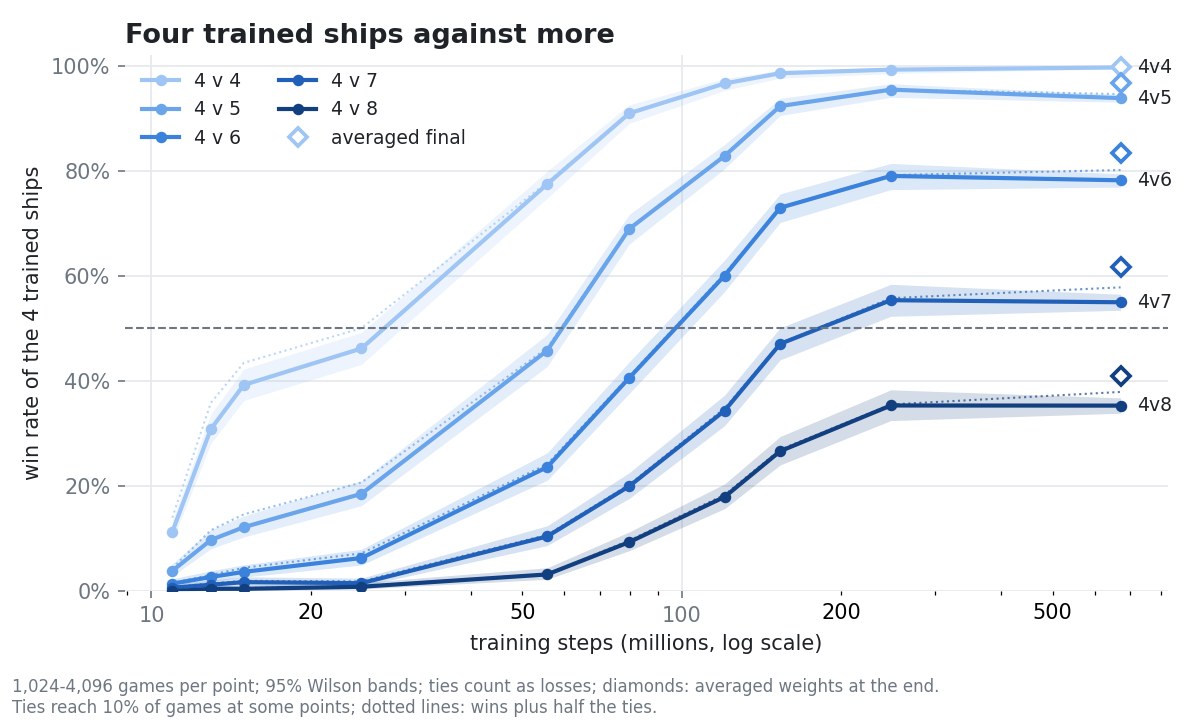 Four trained ships against more
4 v 4
4 v 5
4 v 6
4 v 7
4 v 8
averaged final
100%
80%
60%
40%
20%
0%
win rate of the 4 trained ships
4v4
4v5
4v6
4v7
4v8
10
20
50
100
200
500
training steps (millions, log scale)
1,024-4,096 games per point; 95% Wilson bands; ties count as losses; diamonds: averaged weights at the end.
Ties reach 10% of games at some points; dotted lines: wins plus half the ties.